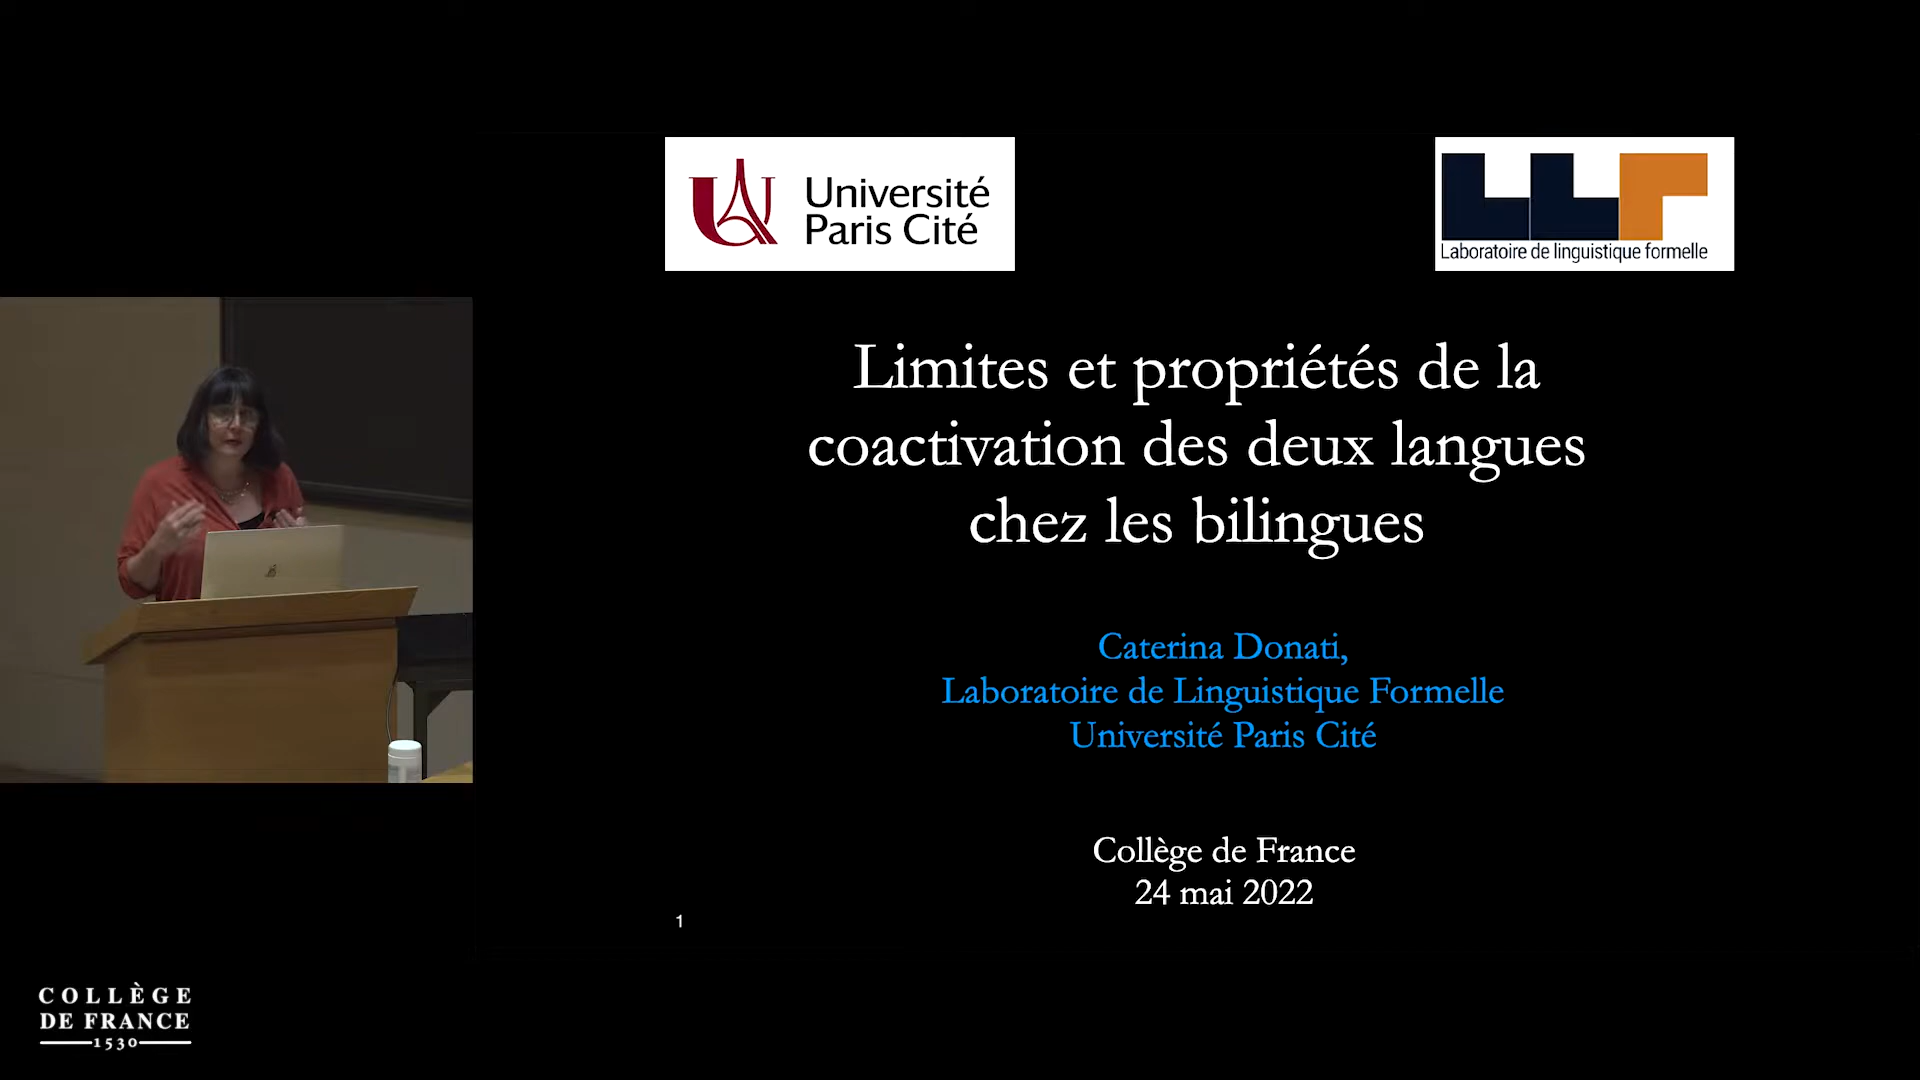 Université
Paris Cité
Laboratoire de linguistique formelle
Limites et propriétés de la
coactivation des deux langues
chez les bilingues
Caterina Donati,
Laboratoire de Linguistique Formelle
Université Paris Cité
Collège de France
24 mai 2022
1
COLLÈGE
DE FRANCE
1530